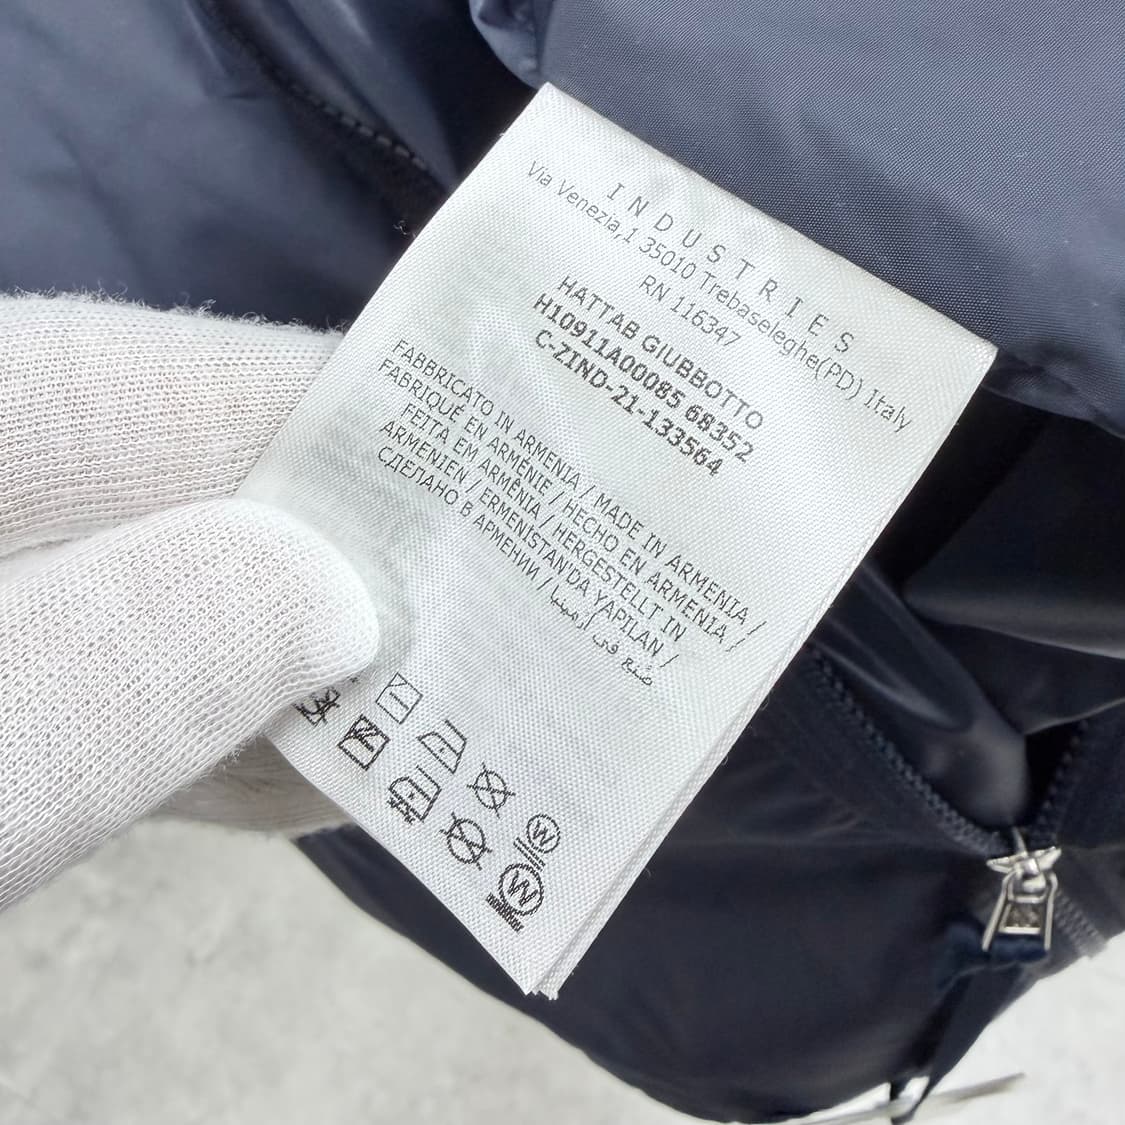 INDUSTRIES
Via Venezia,1 35010 Trebaseleghe(PD) Italy
RN 116347
HATTAB GIUBBOTTO
H10911A00085 68352
C-ZIND-21-133564
FABBRICATO IN ARMENIA / MADE IN ARMENIA /
FABRIQUÉ EN ARMÉNIE / HECHO EN ARMENIA /
FEITA EM ARMÊNIA / HERGESTELLT IN
ARMENIEN / ERMENİSTAN'DA YAPILAN /
СДЕЛАНО В АРМЕНИИ / صُنِع في أرمينيا
W
W